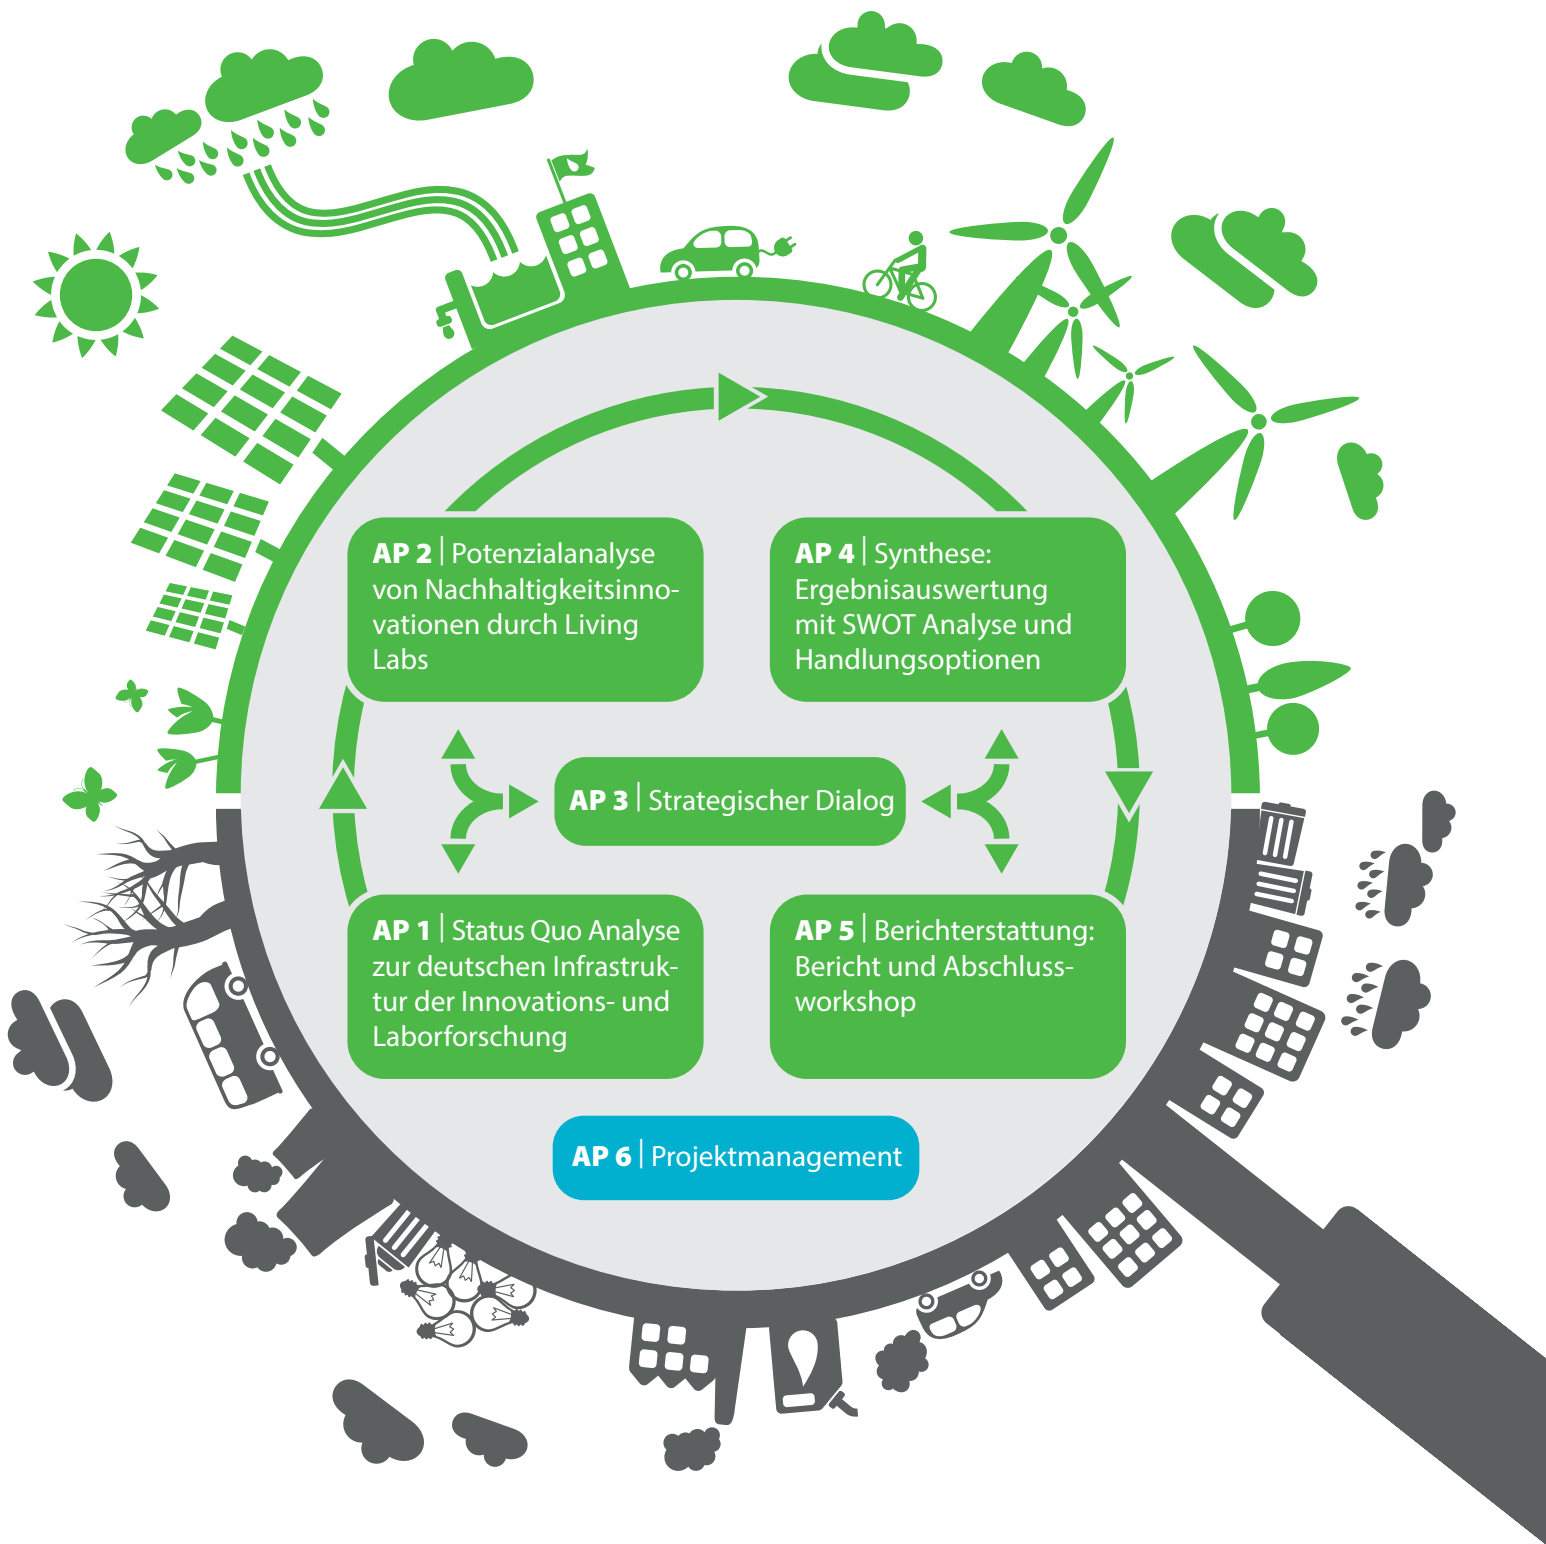 AP 2 | Potenzialanalyse
von Nachhaltigkeitsinno-
vationen durch Living
Labs
AP 4 | Synthese:
Ergebnisauswertung
mit SWOT Analyse und
Handlungsoptionen
AP 3 | Strategischer Dialog
AP 1 | Status Quo Analyse
zur deutschen Infrastruk-
tur der Innovations- und
Laborforschung
AP 5 | Berichterstattung:
Bericht und Abschluss-
workshop
AP 6 | Projektmanagement